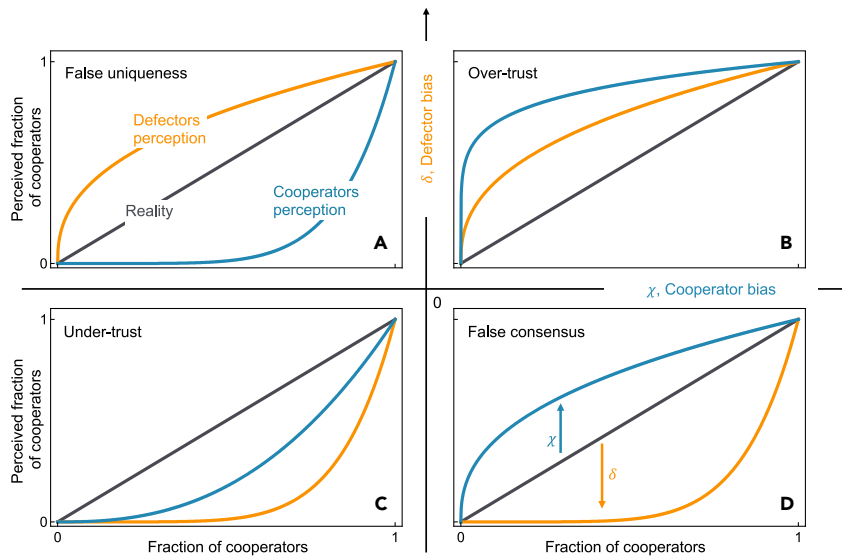 False uniqueness
Defectors
perception
Reality
Cooperators
perception
A
1
0
Perceived fraction
of cooperators
δ, Defector bias
Over-trust
B
0
1
0
χ, Cooperator bias
Under-trust
C
1
0
0
1
Perceived fraction
of cooperators
Fraction of cooperators
False consensus
χ
δ
D
0
1
Fraction of cooperators